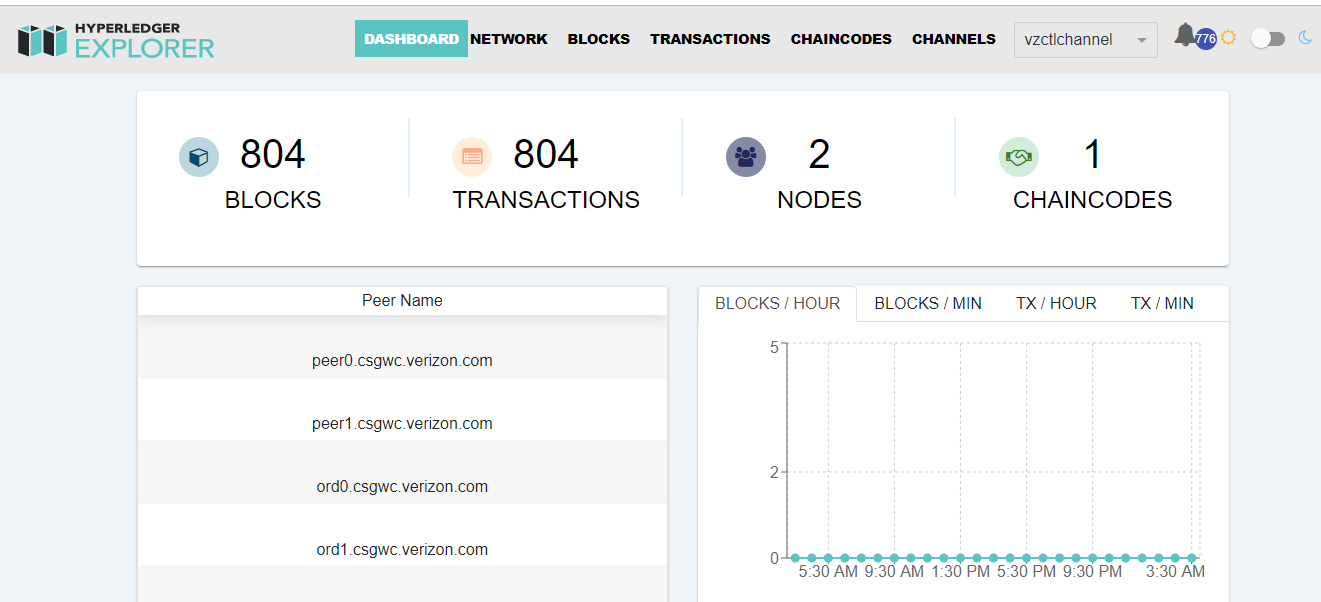 HYPERLEDGER
EXPLORER
DASHBOARD NETWORK BLOCKS TRANSACTIONS CHAINCODES CHANNELS vzctlchannel 776
804 804 2 1
BLOCKS TRANSACTIONS NODES CHAINCODES
Peer Name
peer0.csgwc.verizon.com
peer1.csgwc.verizon.com
ord0.csgwc.verizon.com
ord1.csgwc.verizon.com
BLOCKS / HOUR BLOCKS / MIN TX / HOUR TX / MIN
5
2
0
5:30 AM 9:30 AM 1:30 PM 5:30 PM 9:30 PM 3:30 AM